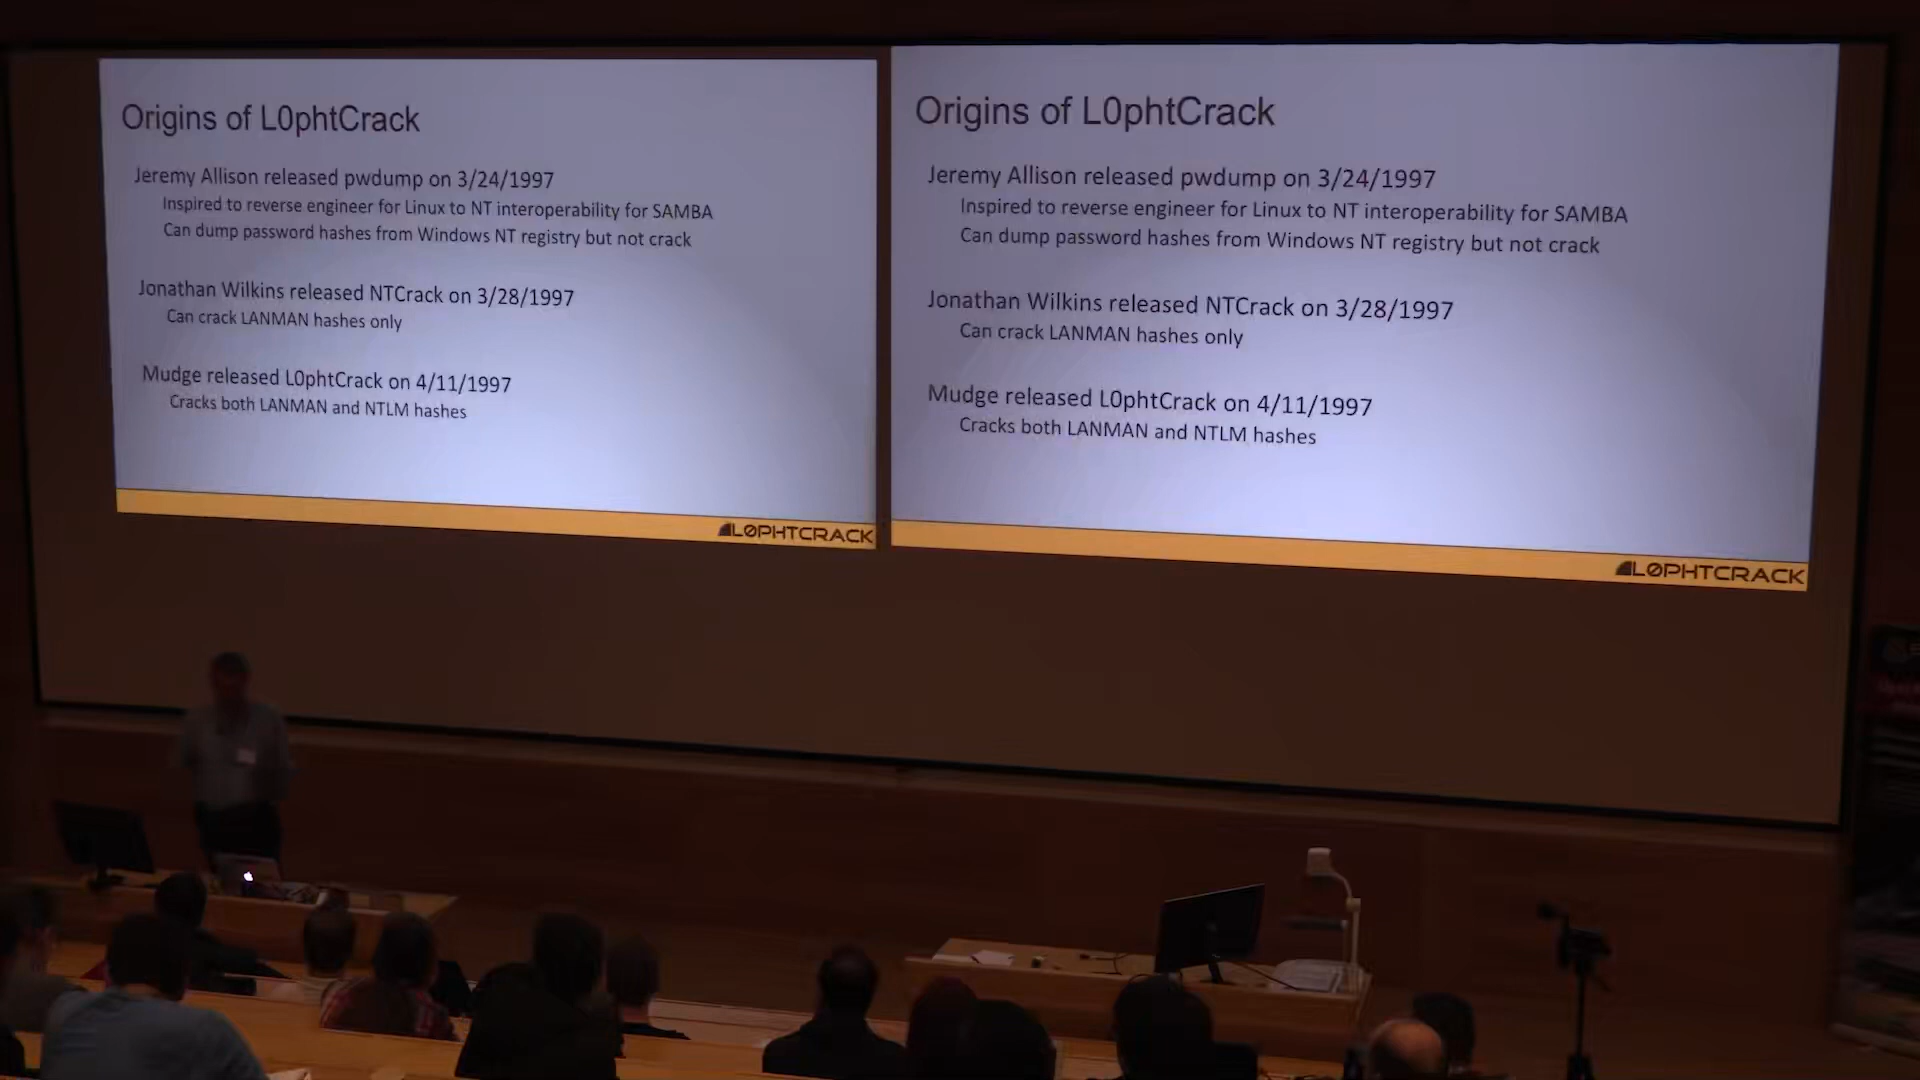 Origins of L0phtCrack
Jeremy Allison released pwdump on 3/24/1997
Inspired to reverse engineer for Linux to NT interoperability for SAMBA
Can dump password hashes from Windows NT registry but not crack
Jonathan Wilkins released NTCrack on 3/28/1997
Can crack LANMAN hashes only
Mudge released L0phtCrack on 4/11/1997
Cracks both LANMAN and NTLM hashes
L0PHTCRACK
Origins of L0phtCrack
Jeremy Allison released pwdump on 3/24/1997
Inspired to reverse engineer for Linux to NT interoperability for SAMBA
Can dump password hashes from Windows NT registry but not crack
Jonathan Wilkins released NTCrack on 3/28/1997
Can crack LANMAN hashes only
Mudge released L0phtCrack on 4/11/1997
Cracks both LANMAN and NTLM hashes
L0PHTCRACK